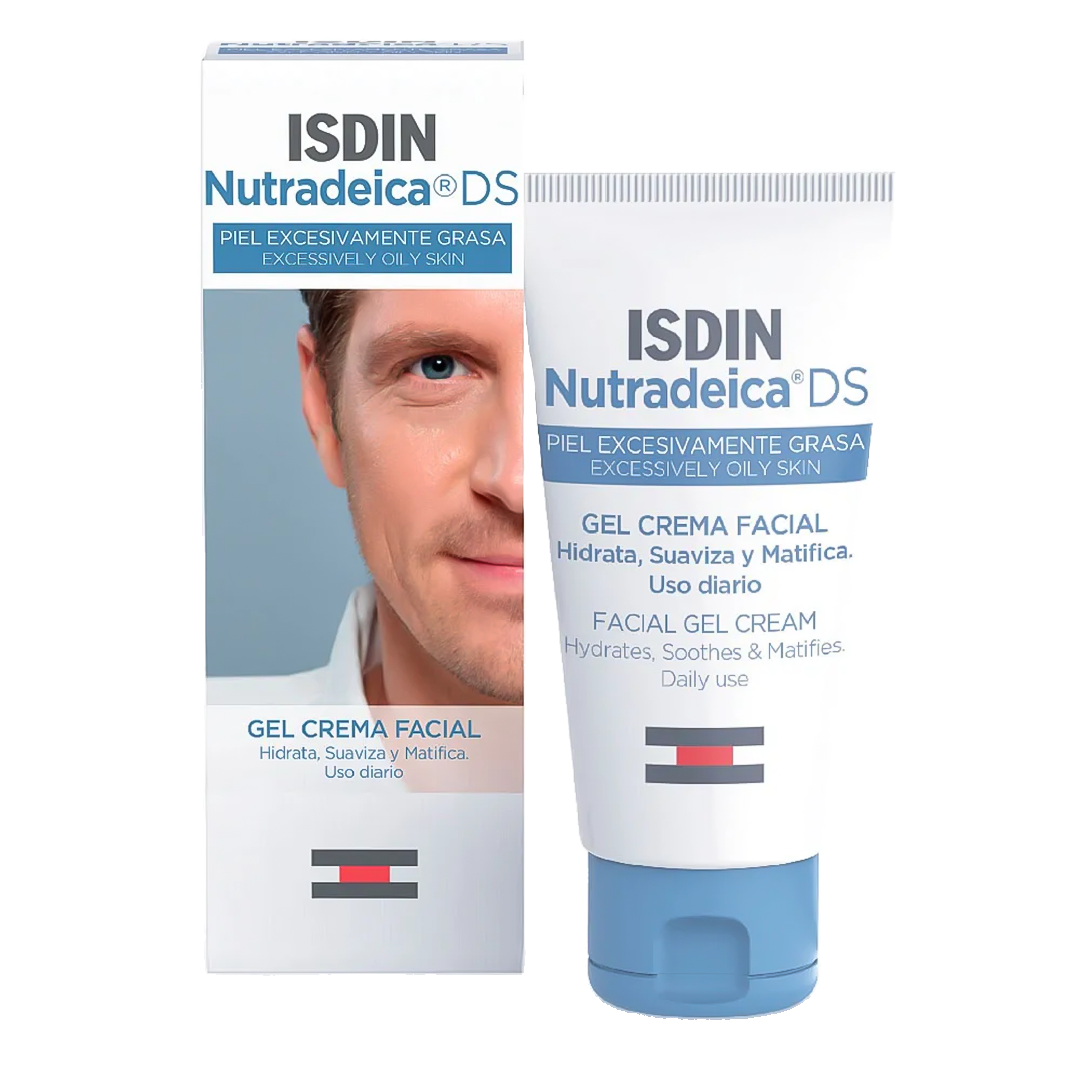 ISDIN
Nutradeica® DS
PIEL EXCESIVAMENTE GRASA
EXCESSIVELY OILY SKIN
GEL CREMA FACIAL
Hidrata, Suaviza y Matifica.
Uso diario
ISDIN
Nutradeica® DS
PIEL EXCESIVAMENTE GRASA
EXCESSIVELY OILY SKIN
GEL CREMA FACIAL
Hidrata, Suaviza y Matifica.
Uso diario
FACIAL GEL CREAM
Hydrates, Soothes & Matifies.
Daily use